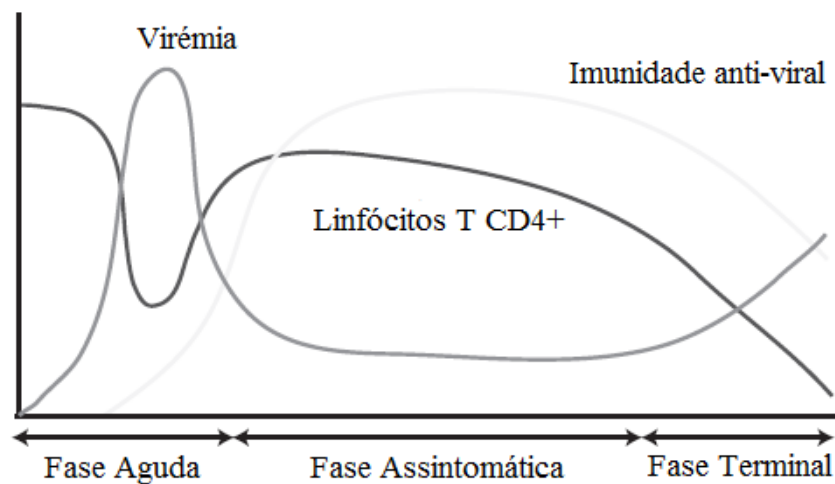 Virémia
Imunidade anti-viral
Linfócitos T CD4+
Fase Aguda
Fase Assintomática
Fase Terminal